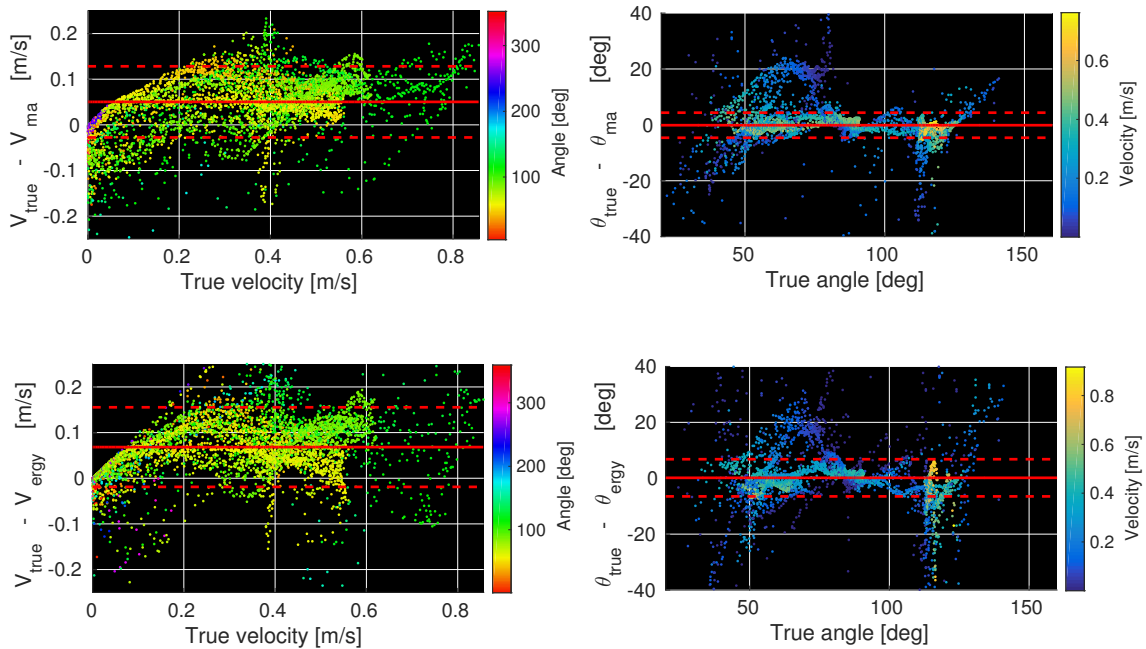 V_true - V_ma [m/s]
0.2
0.1
0
-0.1
-0.2
0 0.2 0.4 0.6 0.8
True velocity [m/s]
300
200
100
Angle [deg]
θ_true - θ_ma [deg]
40
20
0
-20
-40
50 100 150
True angle [deg]
0.6
0.4
0.2
Velocity [m/s]
V_true - V_ergy [m/s]
0.2
0.1
0
-0.1
-0.2
0 0.2 0.4 0.6 0.8
True velocity [m/s]
300
200
100
Angle [deg]
θ_true - θ_ergy [deg]
40
20
0
-20
-40
50 100 150
True angle [deg]
0.8
0.6
0.4
0.2
Velocity [m/s]